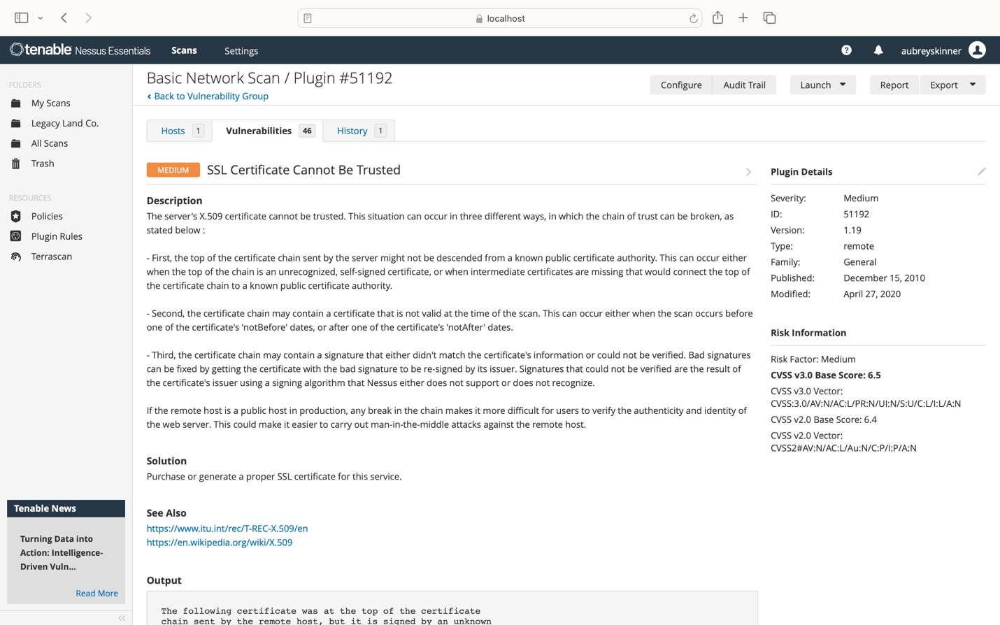 localhost
tenable Nessus Essentials
Scans
Settings
aubreyskinner
FOLDERS
My Scans
Legacy Land Co.
All Scans
Trash
RESOURCES
Policies
Plugin Rules
Terrascan
Tenable News
Turning Data into
Action: Intelligence-
Driven Vuln...
Read More
Basic Network Scan / Plugin #51192
Back to Vulnerability Group
Configure
Audit Trail
Launch
Report
Export
Hosts 1
Vulnerabilities 46
History 1
MEDIUM
SSL Certificate Cannot Be Trusted
Description
The server's X.509 certificate cannot be trusted. This situation can occur in three different ways, in which the chain of trust can be broken, as
stated below :
- First, the top of the certificate chain sent by the server might not be descended from a known public certificate authority. This can occur either
when the top of the chain is an unrecognized, self-signed certificate, or when intermediate certificates are missing that would connect the top of
the certificate chain to a known public certificate authority.
- Second, the certificate chain may contain a certificate that is not valid at the time of the scan. This can occur either when the scan occurs before
one of the certificate's 'notBefore' dates, or after one of the certificate's 'notAfter' dates.
- Third, the certificate chain may contain a signature that either didn't match the certificate's information or could not be verified. Bad signatures
can be fixed by getting the certificate with the bad signature to be re-signed by its issuer. Signatures that could not be verified are the result of
the certificate's issuer using a signing algorithm that Nessus either does not support or does not recognize.
If the remote host is a public host in production, any break in the chain makes it more difficult for users to verify the authenticity and identity of
the web server. This could make it easier to carry out man-in-the-middle attacks against the remote host.
Solution
Purchase or generate a proper SSL certificate for this service.
See Also
https://www.itu.int/rec/T-REC-X.509/en
https://en.wikipedia.org/wiki/X.509
Output
The following certificate was at the top of the certificate
chain sent by the remote host, but it is signed by an unknown
Plugin Details
Severity: Medium
ID: 51192
Version: 1.19
Type: remote
Family: General
Published: December 15, 2010
Modified: April 27, 2020
Risk Information
Risk Factor: Medium
CVSS v3.0 Base Score: 6.5
CVSS v3.0 Vector:
CVSS:3.0/AV:N/AC:L/PR:N/UI:N/S:U/C:L/I:L/A:N
CVSS v2.0 Base Score: 6.4
CVSS v2.0 Vector:
CVSS2#AV:N/AC:L/Au:N/C:P/I:P/A:N